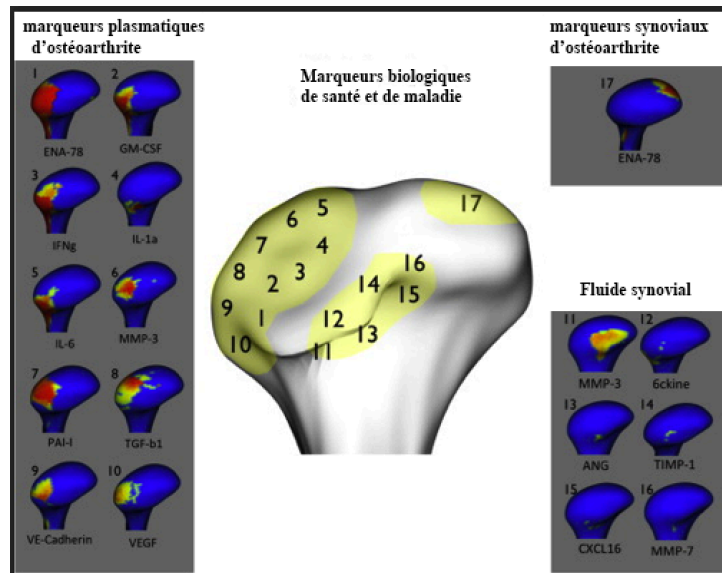 marqueurs plasmatiques
d'ostéoarthrite
1
2
ENA-78
GM-CSF
3
4
IFNg
IL-1a
5
6
IL-6
MMP-3
7
8
PAI-I
TGF-b1
9
10
VE-Cadherin
VEGF
Marqueurs biologiques
de santé et de maladie
5
6
17
7
4
16
8
3
14
2
15
9
1
12
13
10
11
marqueurs synoviaux
d'ostéoarthrite
17
ENA-78
Fluide synovial
11
12
MMP-3
6ckine
13
14
ANG
TIMP-1
15
16
CXCL16
MMP-7